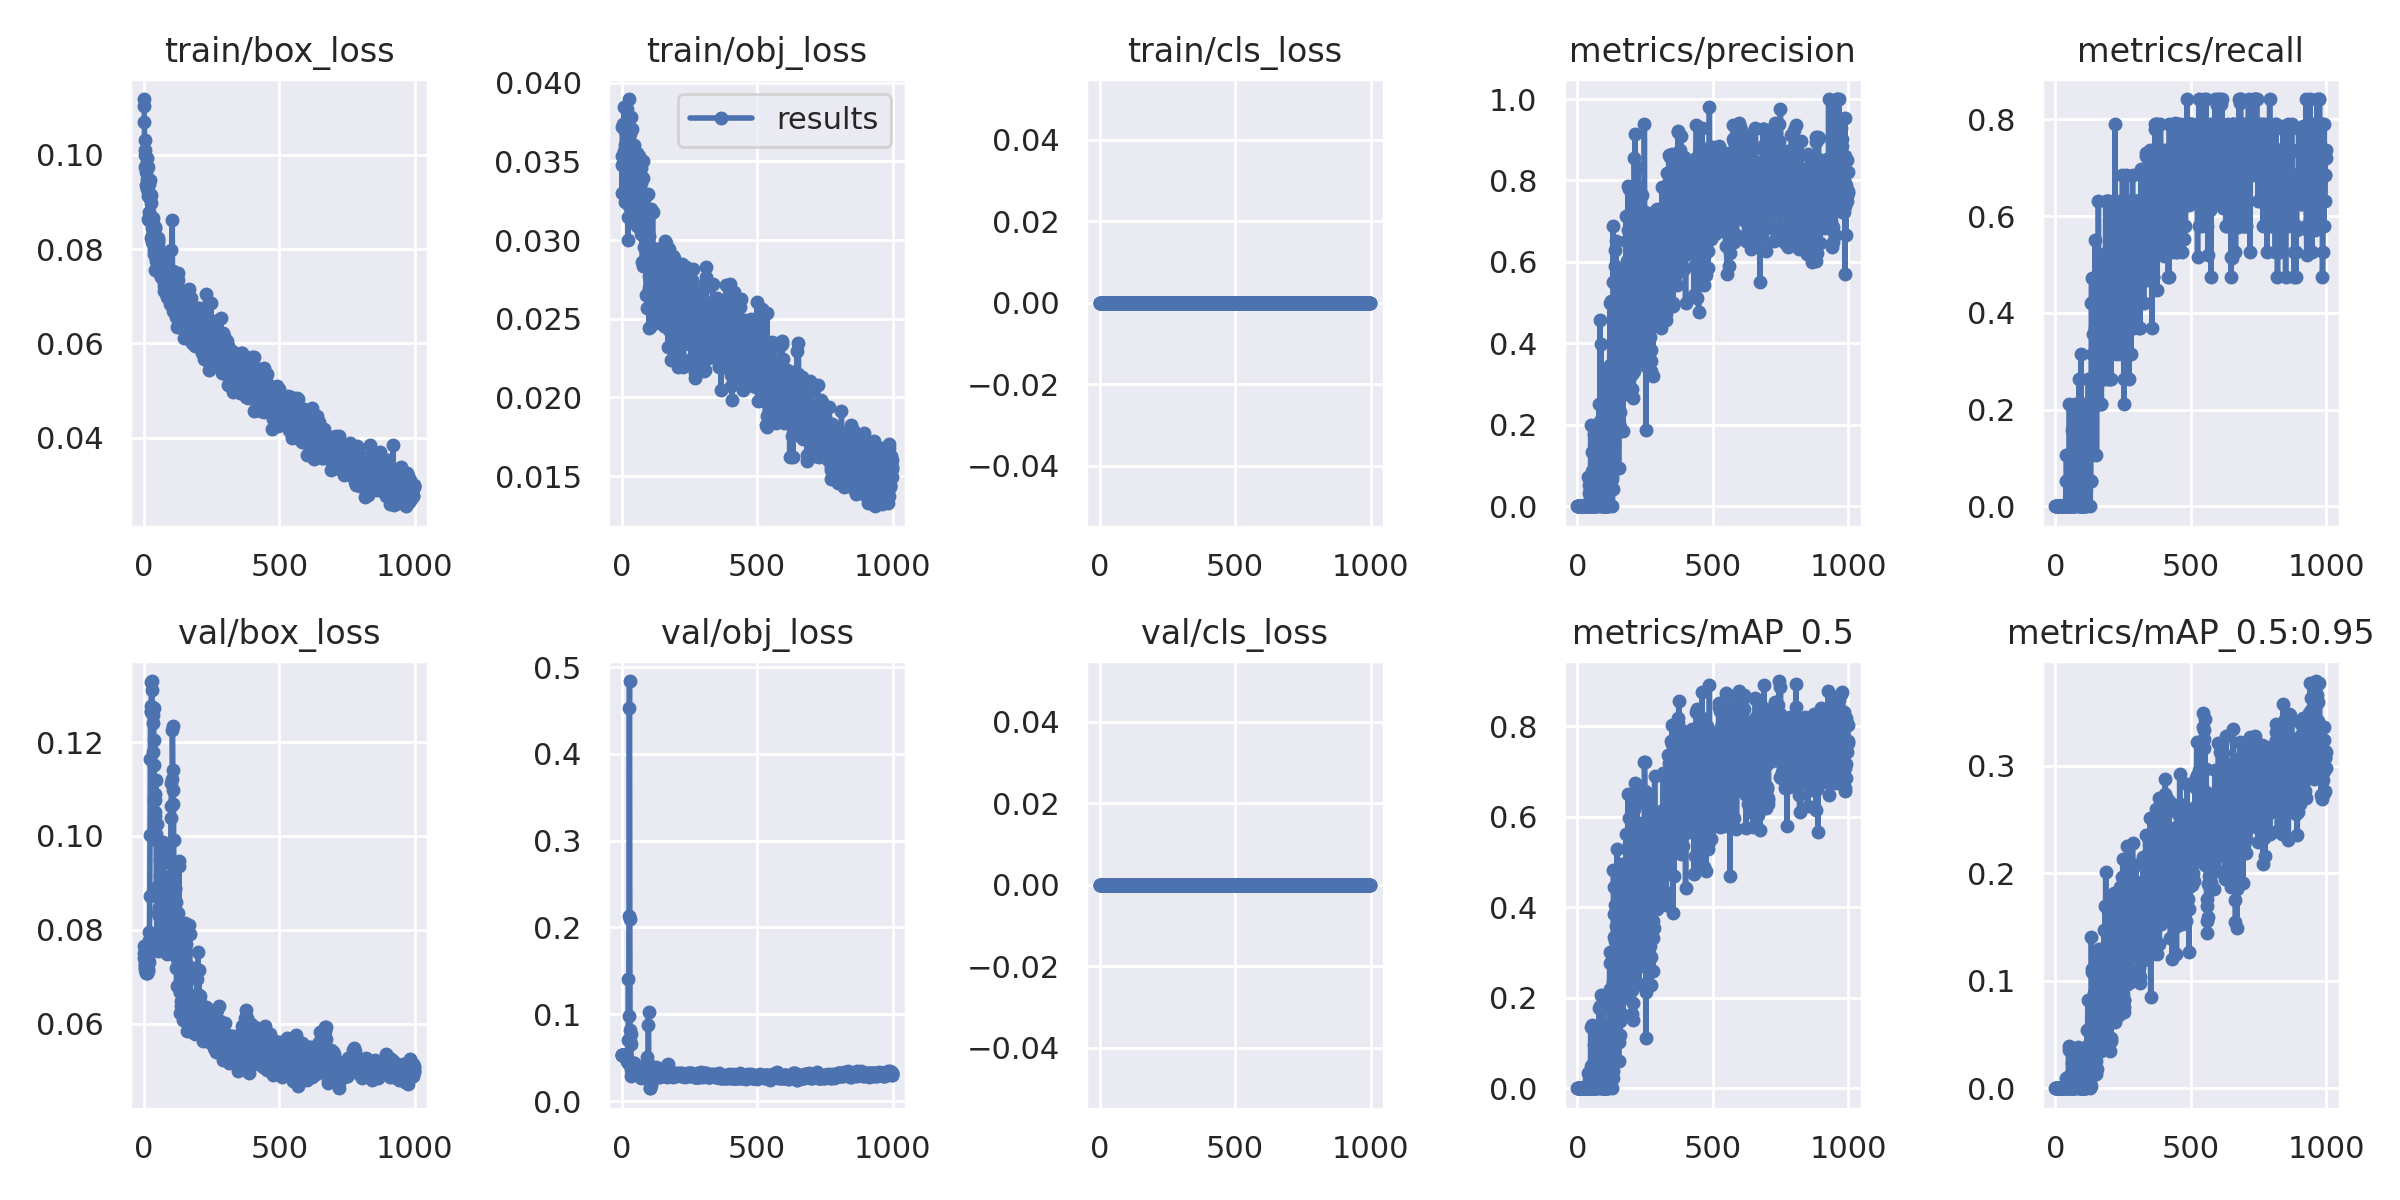 train/box_loss
0.10
0.08
0.06
0.04
0 500 1000
train/obj_loss
0.040
0.035
0.030
0.025
0.020
0.015
results
0 500 1000
train/cls_loss
0.04
0.02
0.00
−0.02
−0.04
0 500 1000
metrics/precision
1.0
0.8
0.6
0.4
0.2
0.0
0 500 1000
metrics/recall
0.8
0.6
0.4
0.2
0.0
0 500 1000
val/box_loss
0.12
0.10
0.08
0.06
0 500 1000
val/obj_loss
0.5
0.4
0.3
0.2
0.1
0.0
0 500 1000
val/cls_loss
0.04
0.02
0.00
−0.02
−0.04
0 500 1000
metrics/mAP_0.5
0.8
0.6
0.4
0.2
0.0
0 500 1000
metrics/mAP_0.5:0.95
0.3
0.2
0.1
0.0
0 500 1000